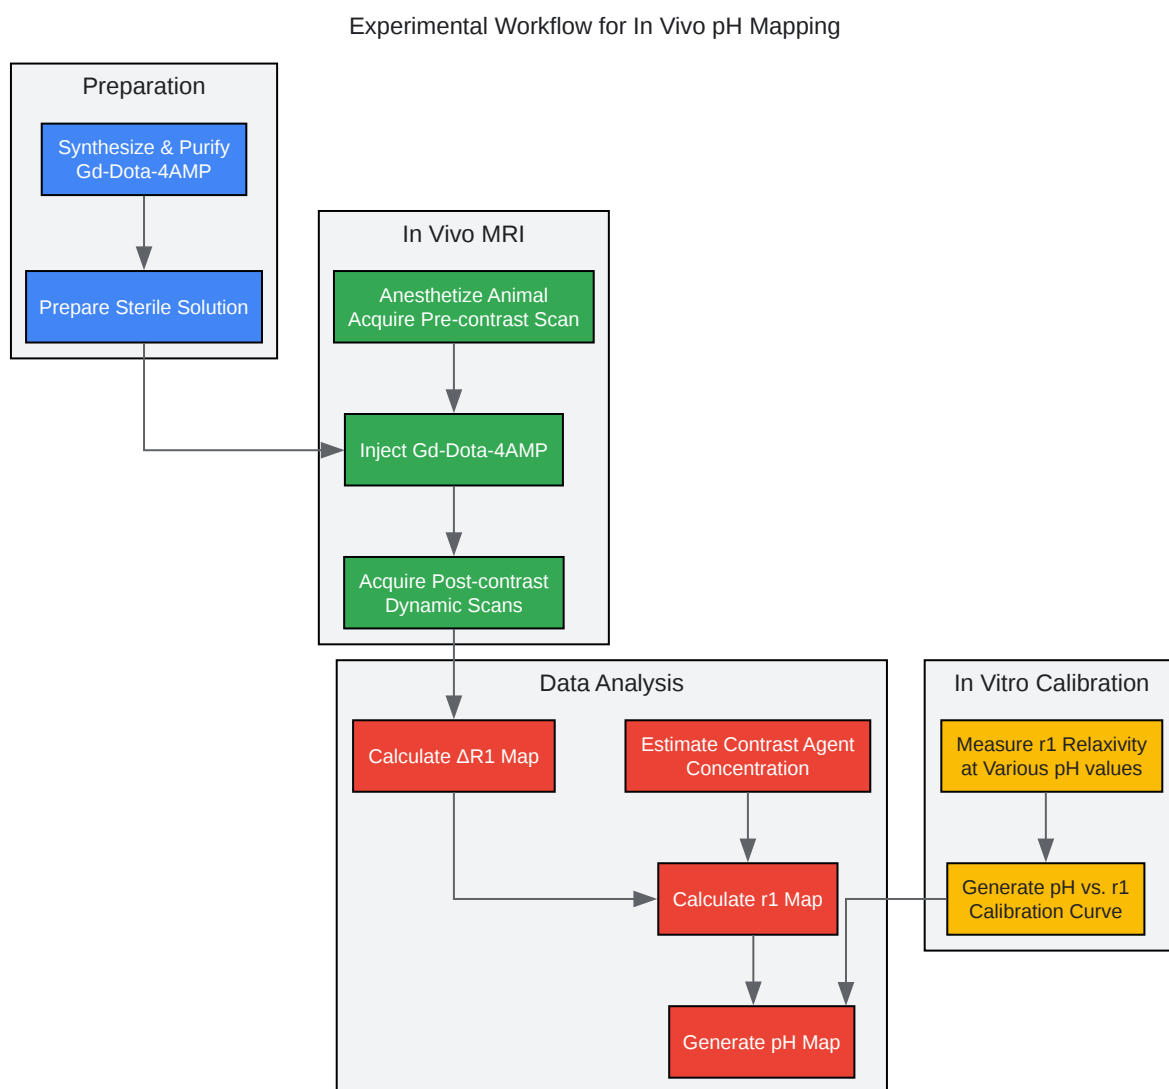 Experimental Workflow for In Vivo pH Mapping
Preparation
Synthesize & Purify
Gd-Dota-4AMP
Prepare Sterile Solution
In Vivo MRI
Anesthetize Animal
Acquire Pre-contrast Scan
Inject Gd-Dota-4AMP
Acquire Post-contrast
Dynamic Scans
Data Analysis
Calculate ΔR1 Map
Estimate Contrast Agent
Concentration
Calculate r1 Map
Generate pH Map
In Vitro Calibration
Measure r1 Relaxivity
at Various pH values
Generate pH vs. r1
Calibration Curve